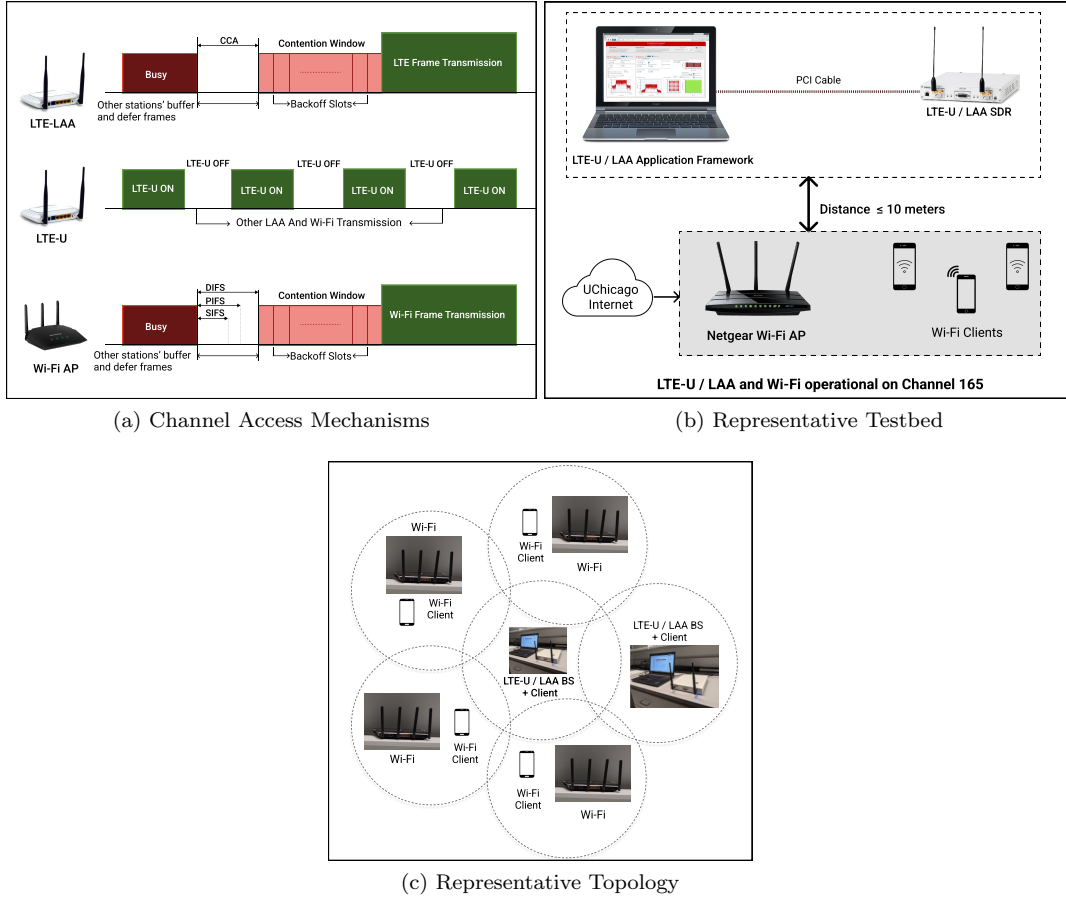 CCA
Contention Window
Busy
LTE Frame Transmission
Other stations' buffer
and defer frames
Backoff Slots
LTE-LAA
LTE-U OFF
LTE-U OFF
LTE-U OFF
LTE-U ON
LTE-U ON
LTE-U ON
LTE-U ON
Other LAA And Wi-Fi Transmission
LTE-U
DIFS
PIFS
SIFS
Contention Window
Busy
Wi-Fi Frame Transmission
Other stations' buffer
and defer frames
Backoff Slots
Wi-Fi AP
(a) Channel Access Mechanisms
PCI Cable
LTE-U / LAA SDR
LTE-U / LAA Application Framework
Distance ≤ 10 meters
UChicago
Internet
Netgear Wi-Fi AP
Wi-Fi Clients
LTE-U / LAA and Wi-Fi operational on Channel 165
(b) Representative Testbed
Wi-Fi
Wi-Fi
Client
Wi-Fi
Client
Wi-Fi
LTE-U / LAA BS
+ Client
LTE-U / LAA BS
+ Client
Wi-Fi
Wi-Fi
Client
Wi-Fi
Client
Wi-Fi
(c) Representative Topology